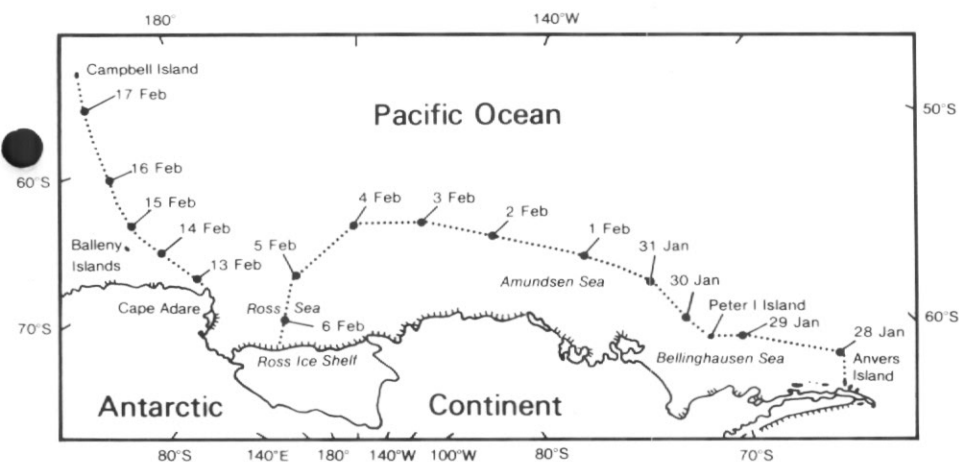 180° 140°W
Campbell Island
17 Feb
Pacific Ocean
50°S
16 Feb
60°S
15 Feb
4 Feb
3 Feb
2 Feb
14 Feb
1 Feb
Balleny
Islands
5 Feb
31 Jan
13 Feb
Amundsen Sea
30 Jan
Cape Adare
Ross Sea
Peter I Island
60°S
70°S
6 Feb
29 Jan
28 Jan
Ross Ice Shelf
Bellinghausen Sea
Anvers
Island
Antarctic Continent
80°S 140°E 180° 140°W 100°W 80°S 70°S